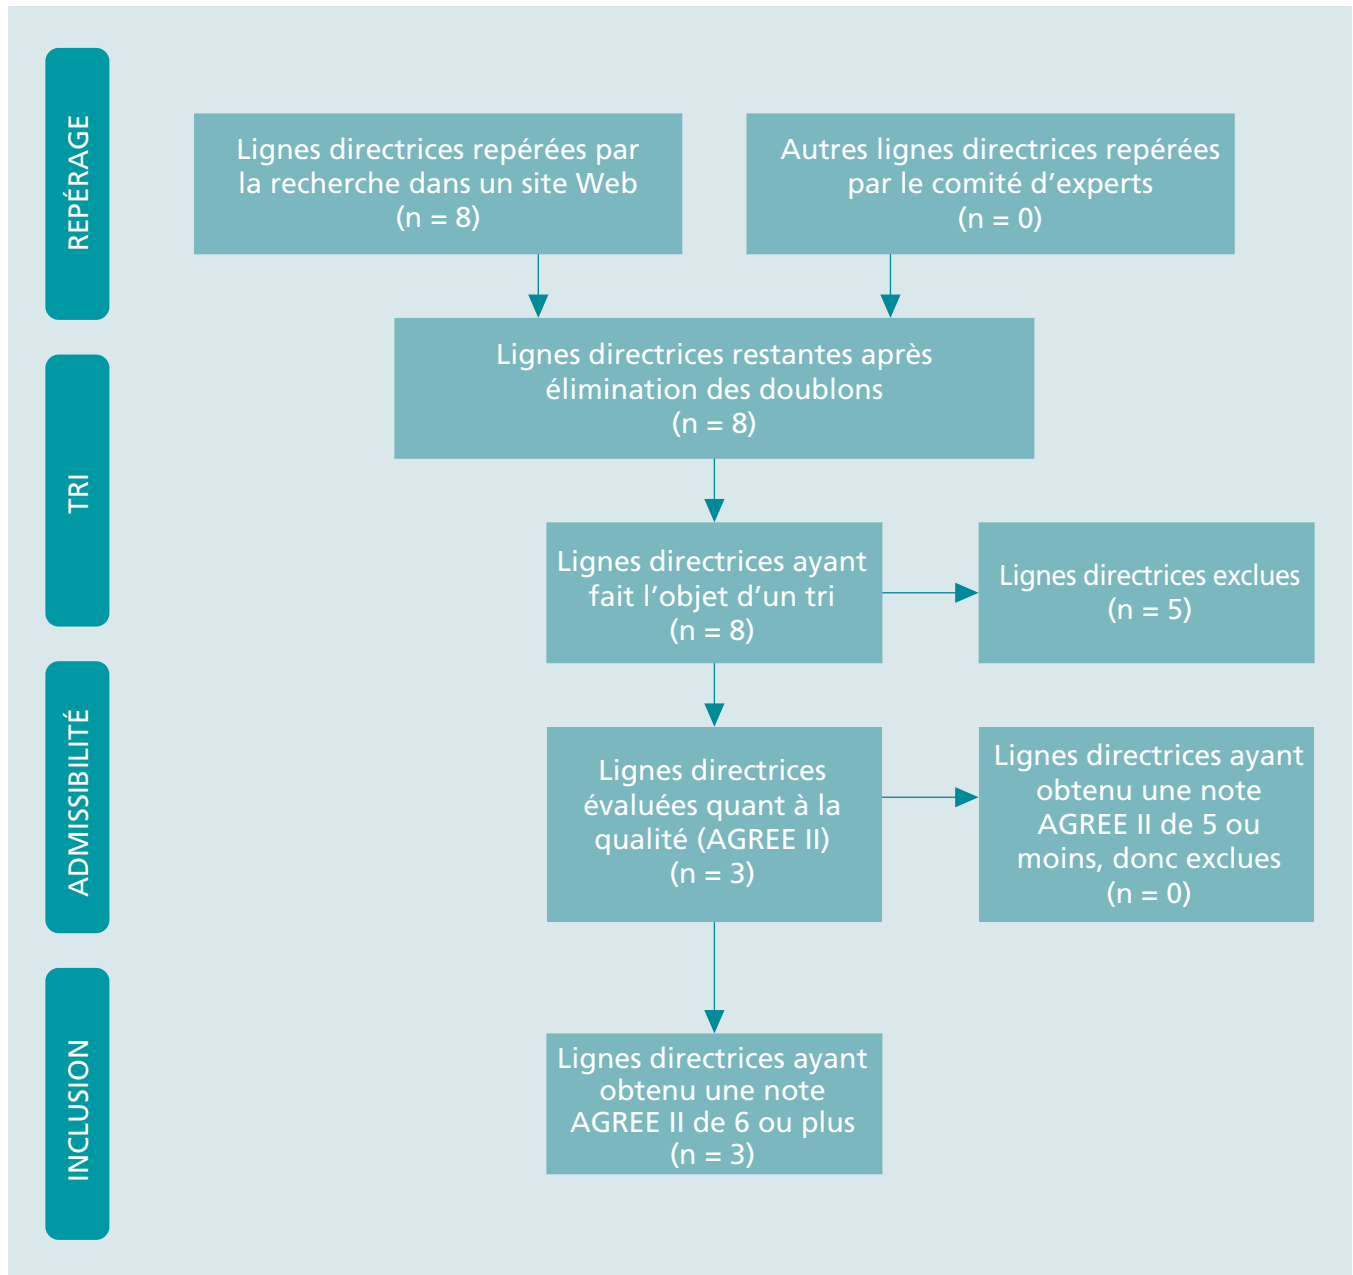 REPÉRAGE
Lignes directrices repérées par
la recherche dans un site Web
(n = 8)
Autres lignes directrices repérées
par le comité d’experts
(n = 0)
TRI
Lignes directrices restantes après
élimination des doublons
(n = 8)
Lignes directrices ayant
fait l’objet d’un tri
(n = 8)
Lignes directrices exclues
(n = 5)
ADMISSIBILITÉ
Lignes directrices
évaluées quant à la
qualité (AGREE II)
(n = 3)
Lignes directrices ayant
obtenu une note
AGREE II de 5 ou
moins, donc exclues
(n = 0)
INCLUSION
Lignes directrices ayant
obtenu une note
AGREE II de 6 ou plus
(n = 3)